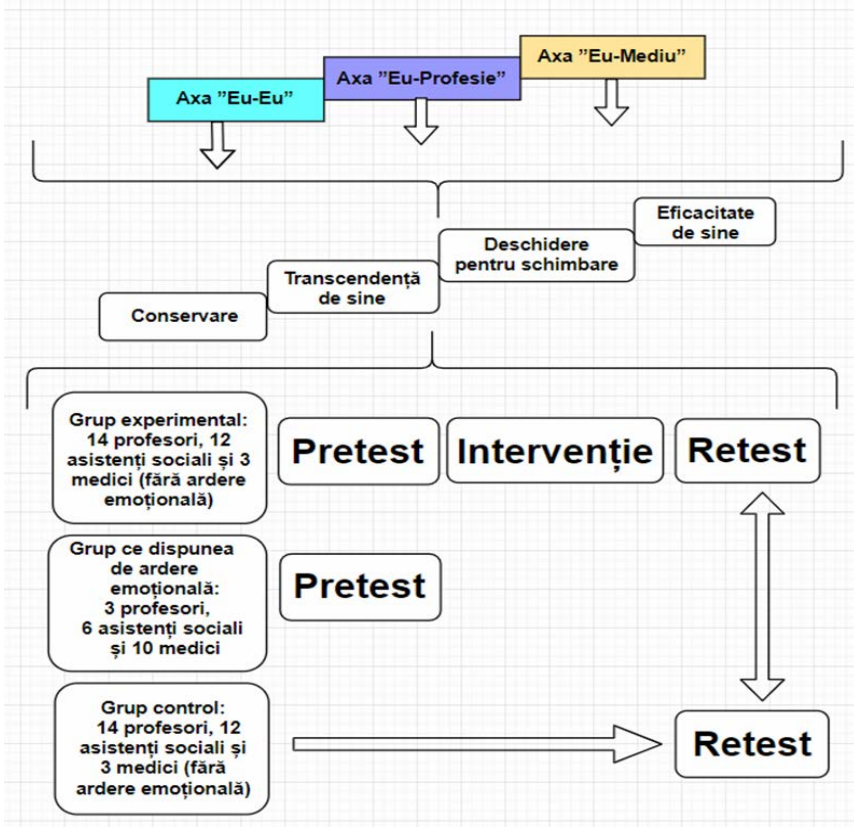 Axa ”Eu-Eu”
Axa ”Eu-Profesie”
Axa ”Eu-Mediu”
Conservare
Transcendență
de sine
Deschidere
pentru schimbare
Eficacitate
de sine
Grup experimental:
14 profesori, 12
asistenți sociali și 3
medici (fără ardere
emoțională)
Pretest
Intervenție
Retest
Grup ce dispunea
de ardere
emoțională:
3 profesori,
6 asistenți sociali
și 10 medici
Pretest
Grup control:
14 profesori, 12
asistenți sociali și
3 medici (fără
ardere emoțională)
Retest